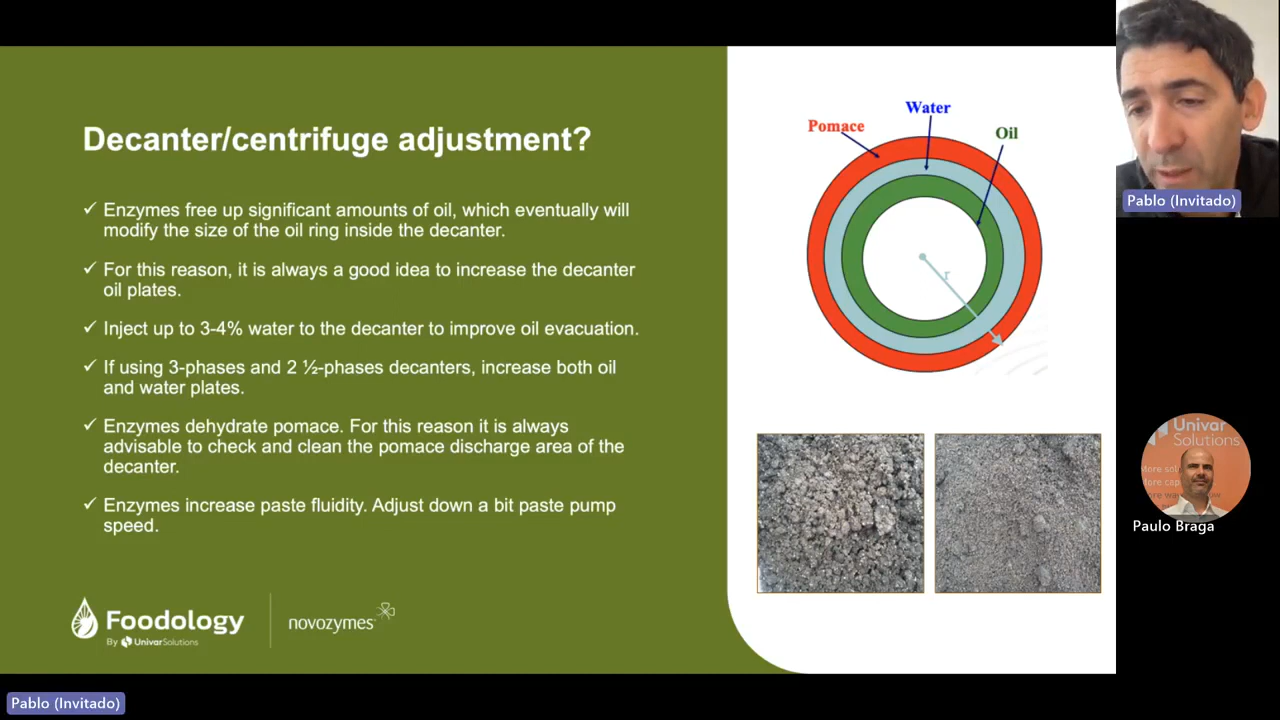 Decanter/centrifuge adjustment?
✓ Enzymes free up significant amounts of oil, which eventually will
modify the size of the oil ring inside the decanter.
✓ For this reason, it is always a good idea to increase the decanter
oil plates.
✓ Inject up to 3-4% water to the decanter to improve oil evacuation.
✓ If using 3-phases and 2 ½-phases decanters, increase both oil
and water plates.
✓ Enzymes dehydrate pomace. For this reason it is always
advisable to check and clean the pomace discharge area of the
decanter.
✓ Enzymes increase paste fluidity. Adjust down a bit paste pump
speed.
Foodology
By UnivarSolutions
novozymes
Water
Pomace
Oil
r
Pablo (Invitado)
Univar
Solutions
More
More
more
Paulo Braga
Pablo (Invitado)